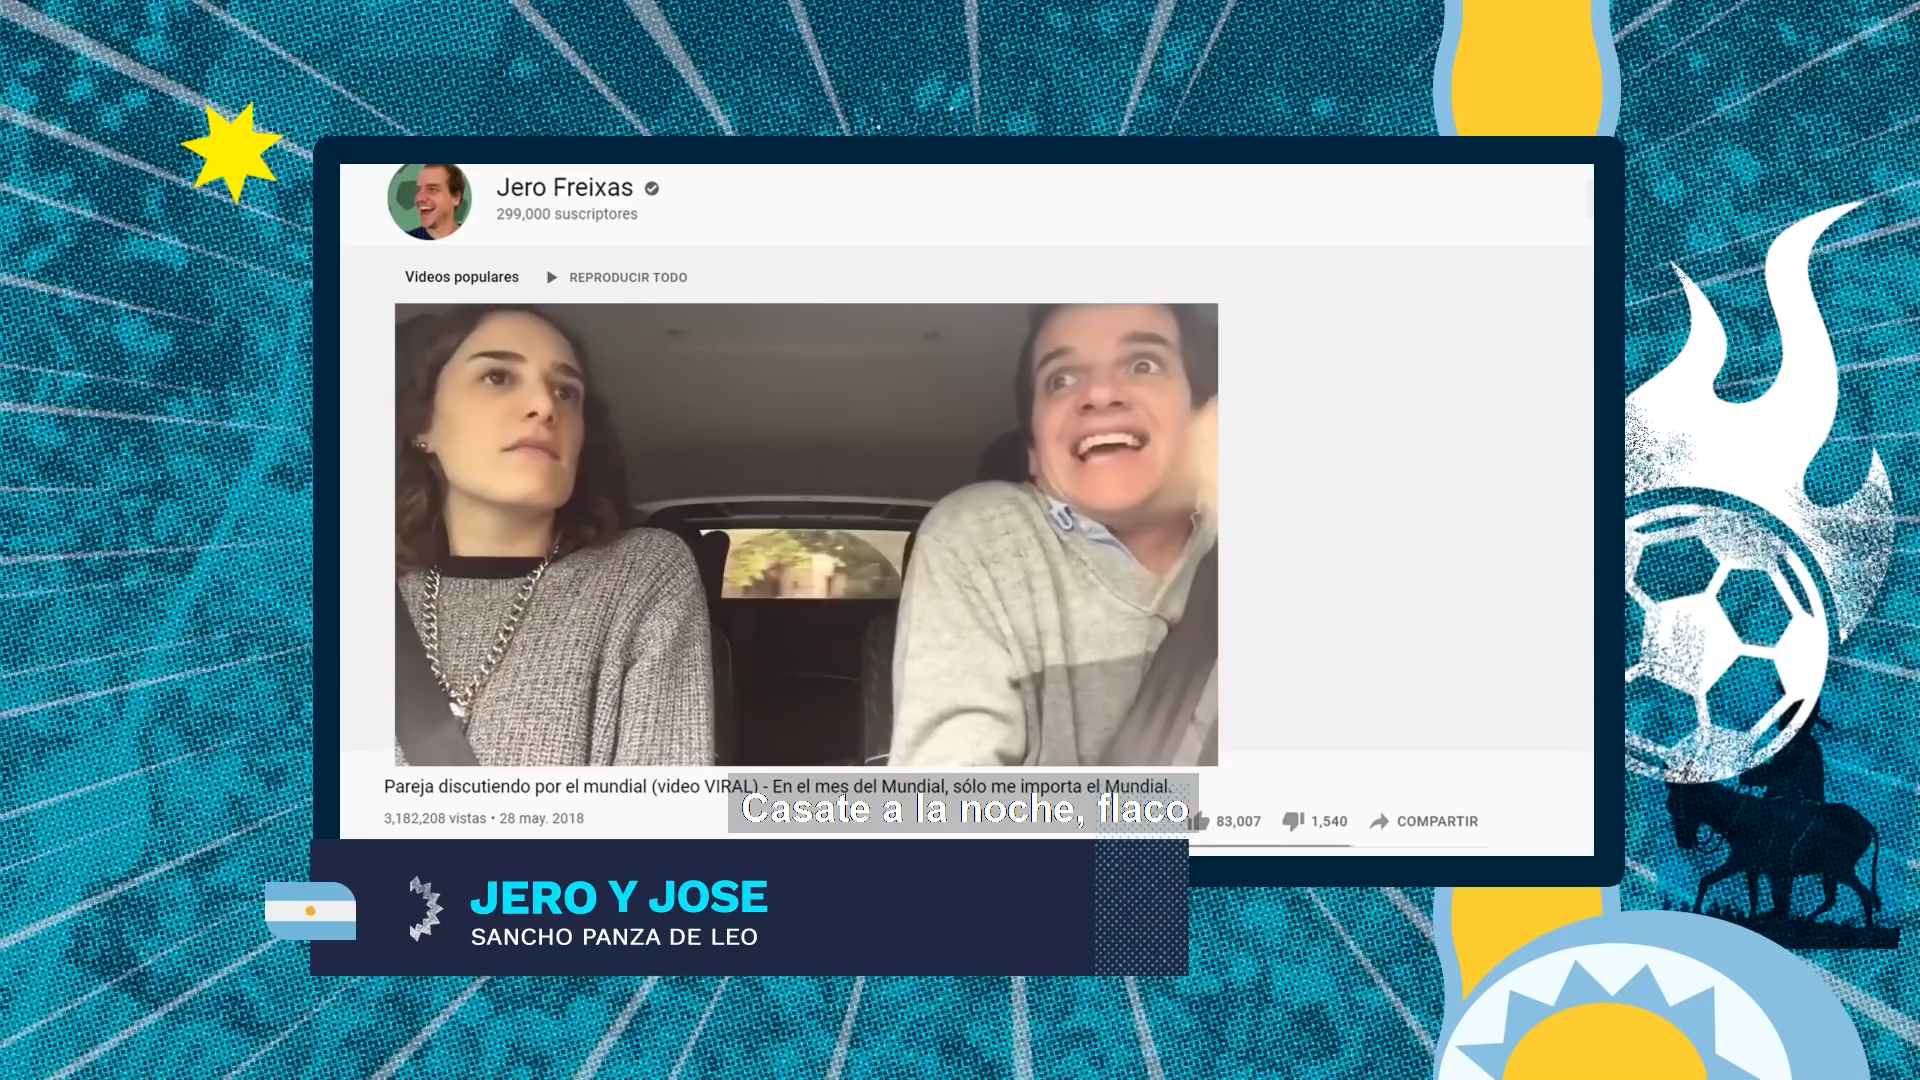 Jero Freixas
299,000 suscriptores
Videos populares
REPRODUCIR TODO
Pareja discutiendo por el mundial (video VIRAL) - En el mes del Mundial, sólo me importa el Mundial.
Casate a la noche, flaco
3,182,208 vistas • 28 may. 2018
83,007
1,540
COMPARTIR
JERO Y JOSE
SANCHO PANZA DE LEO